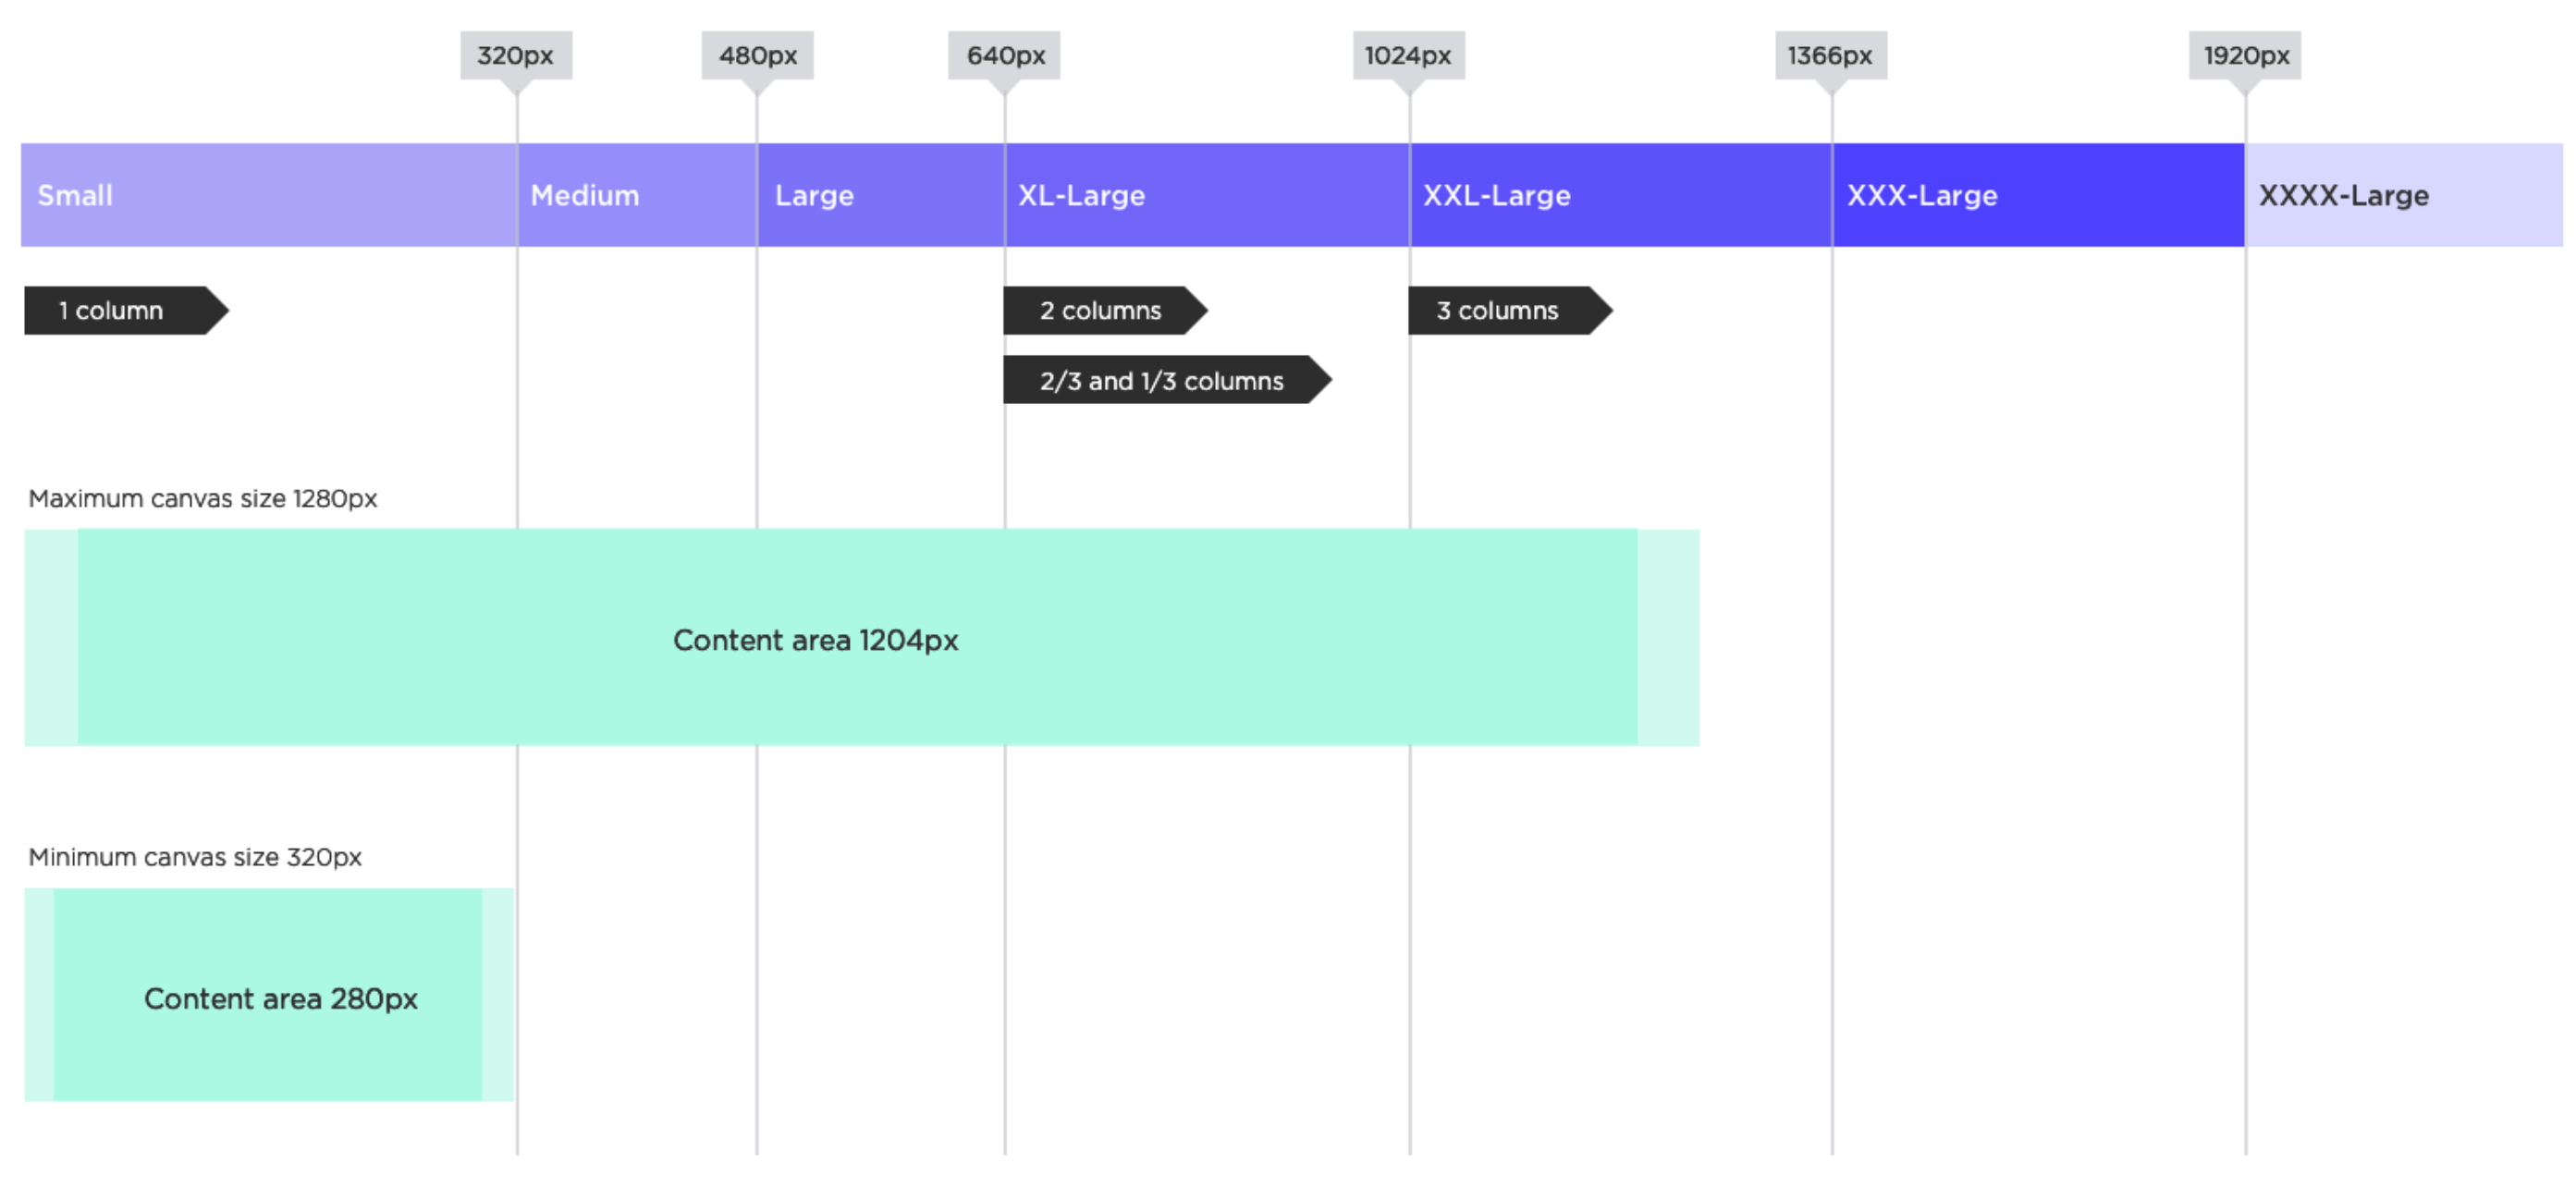 320px
480px
640px
1024px
1366px
1920px
Small
Medium
Large
XL-Large
XXL-Large
XXX-Large
XXXX-Large
1 column
2 columns
3 columns
2/3 and 1/3 columns
Maximum canvas size 1280px
Content area 1204px
Minimum canvas size 320px
Content area 280px